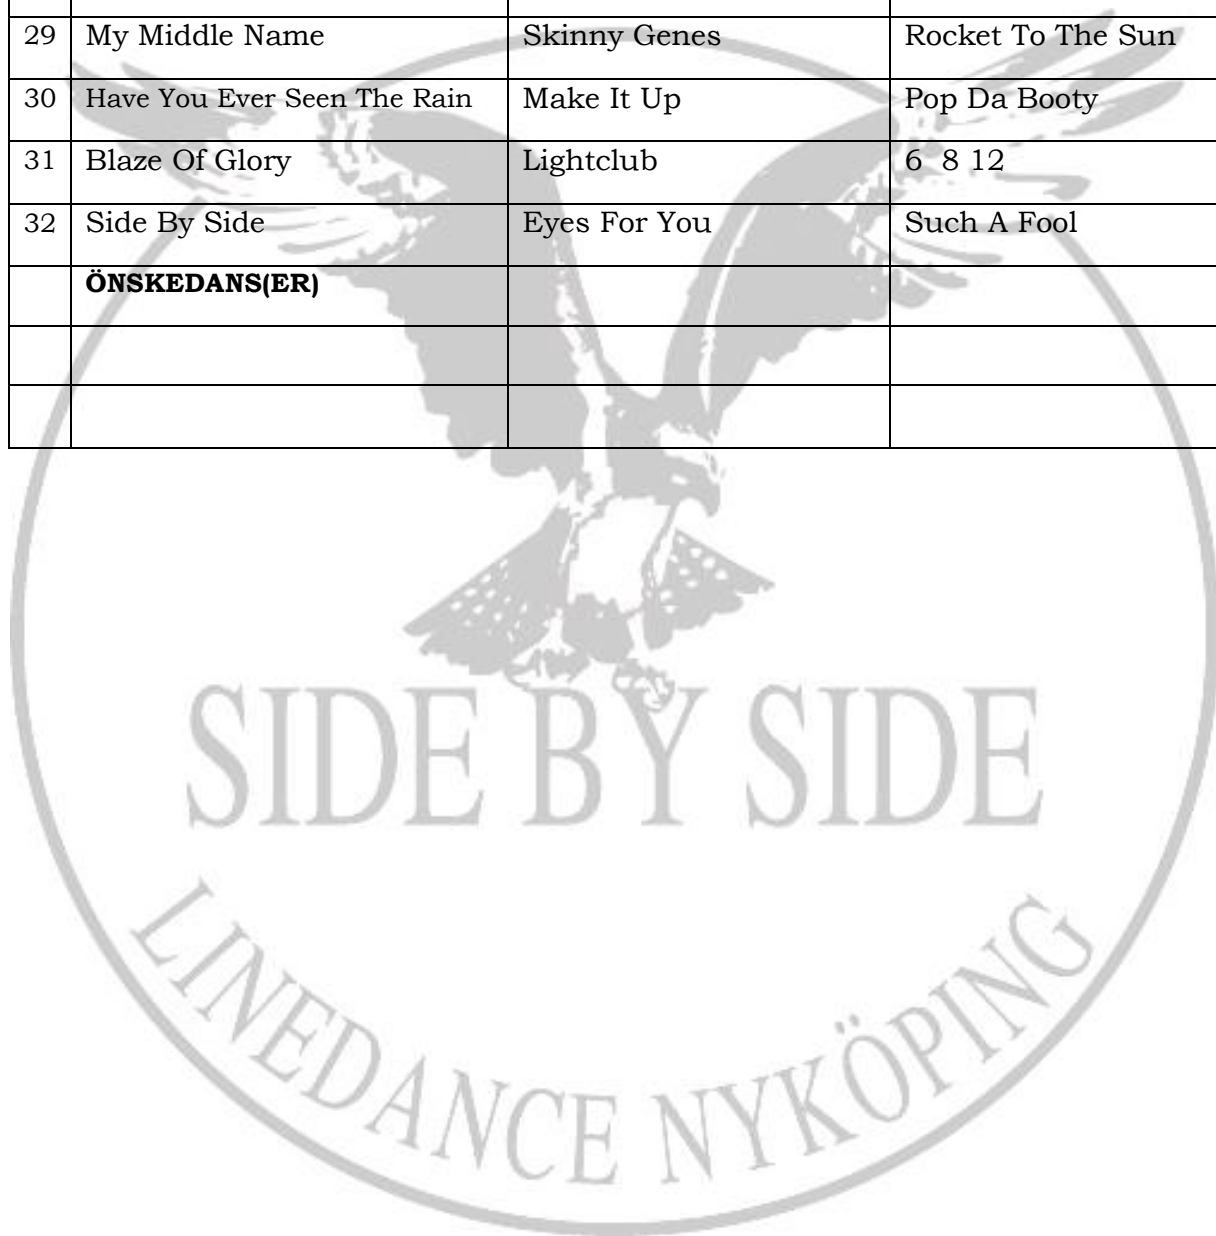 29 My Middle Name Skinny Genes Rocket To The Sun
30 Have You Ever Seen The Rain Make It Up Pop Da Booty
31 Blaze Of Glory Lightclub 6 8 12
32 Side By Side Eyes For You Such A Fool
ÖNSKEDANS(ER)
SIDE BY SIDE
LINEDANCE NYKÖPING